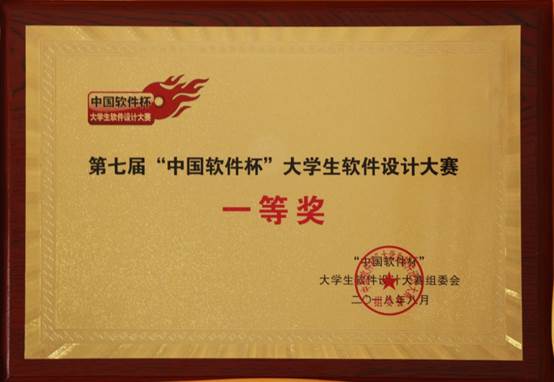 中国软件杯
大学生软件设计大赛
第七届“中国软件杯”大学生软件设计大赛
一等奖
“中国软件杯”
大学生软件设计大赛组委会
二〇一八年八月